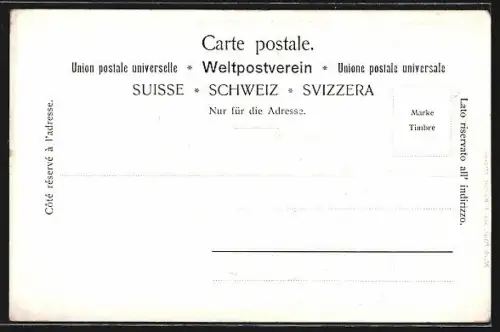 Carte postale.
Union postale universelle * Weltpostverein * Unione postale universale
SUISSE * SCHWEIZ * SVIZZERA
Nur für die Adresse.
Marke
Timbre
Côté réservé à l'adresse.
Lato riservato all' indirizzo.